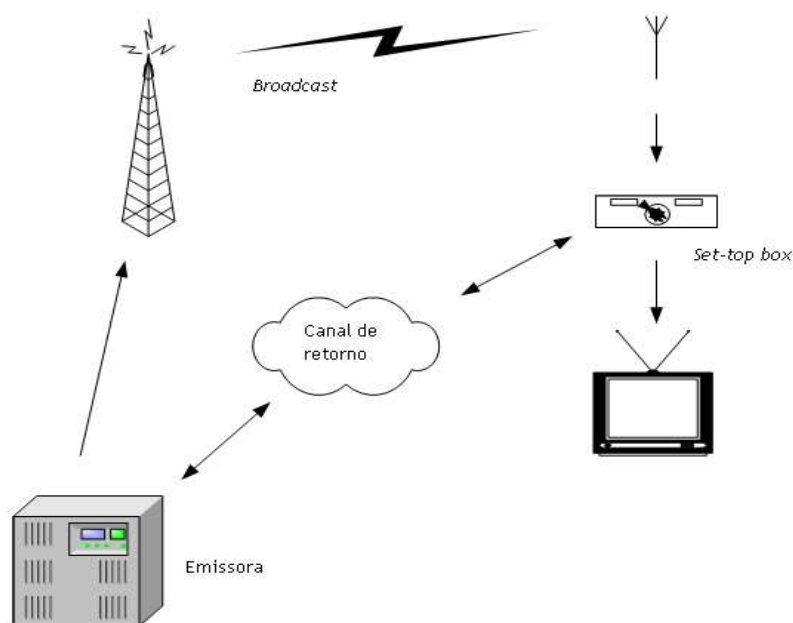 Broadcast
Set-top box
Canal de
retorno
Emissora